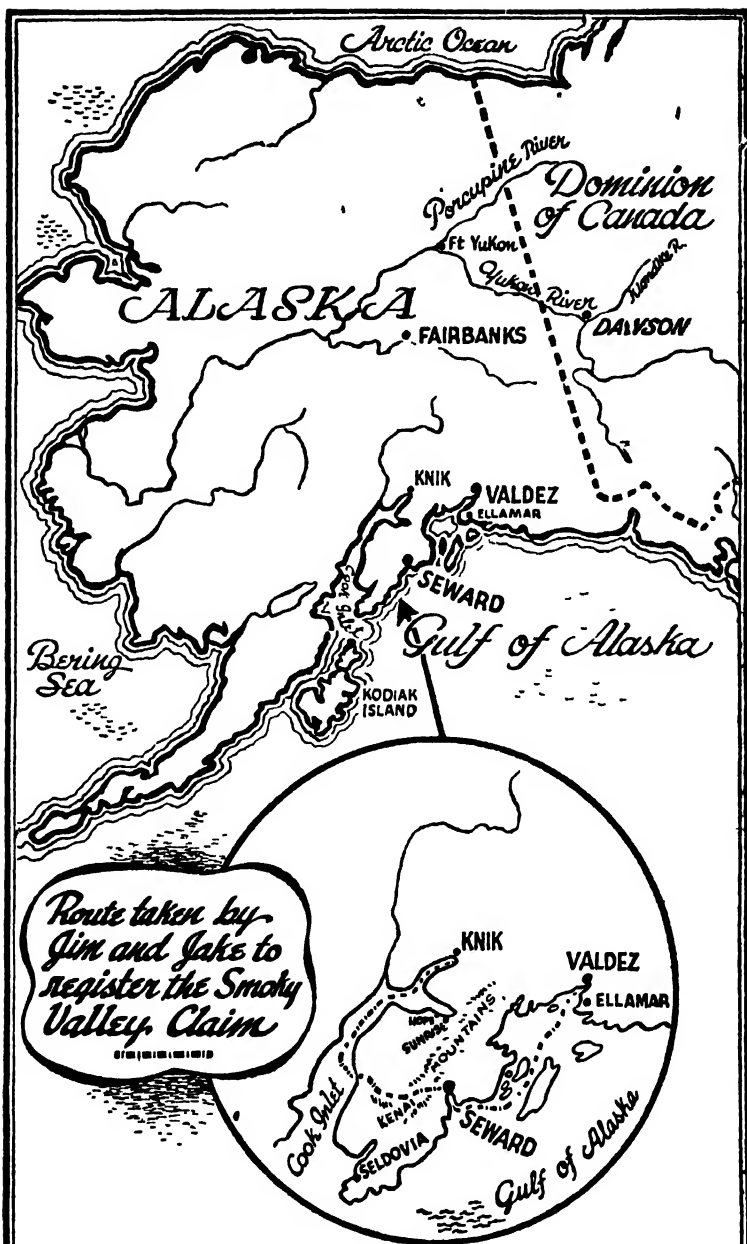 Arctic Ocean
Porcupine River
Dominion
of Canada
Ft Yukon
Yukon River
Klondike R.
ALASKA
DAWSON
FAIRBANKS
KNIK
VALDEZ
ELLAMAR
SEWARD
Cook Inlet
Gulf of Alaska
Bering
Sea
KODIAK
ISLAND
Route taken by
Jim and Jake to
register the Smoky
Valley Claim
KNIK
VALDEZ
ELLAMAR
HOPE
SUNRISE
MOUNTAINS
KENAI
Cook Inlet
SEWARD
SELDOVIA
Gulf of Alaska